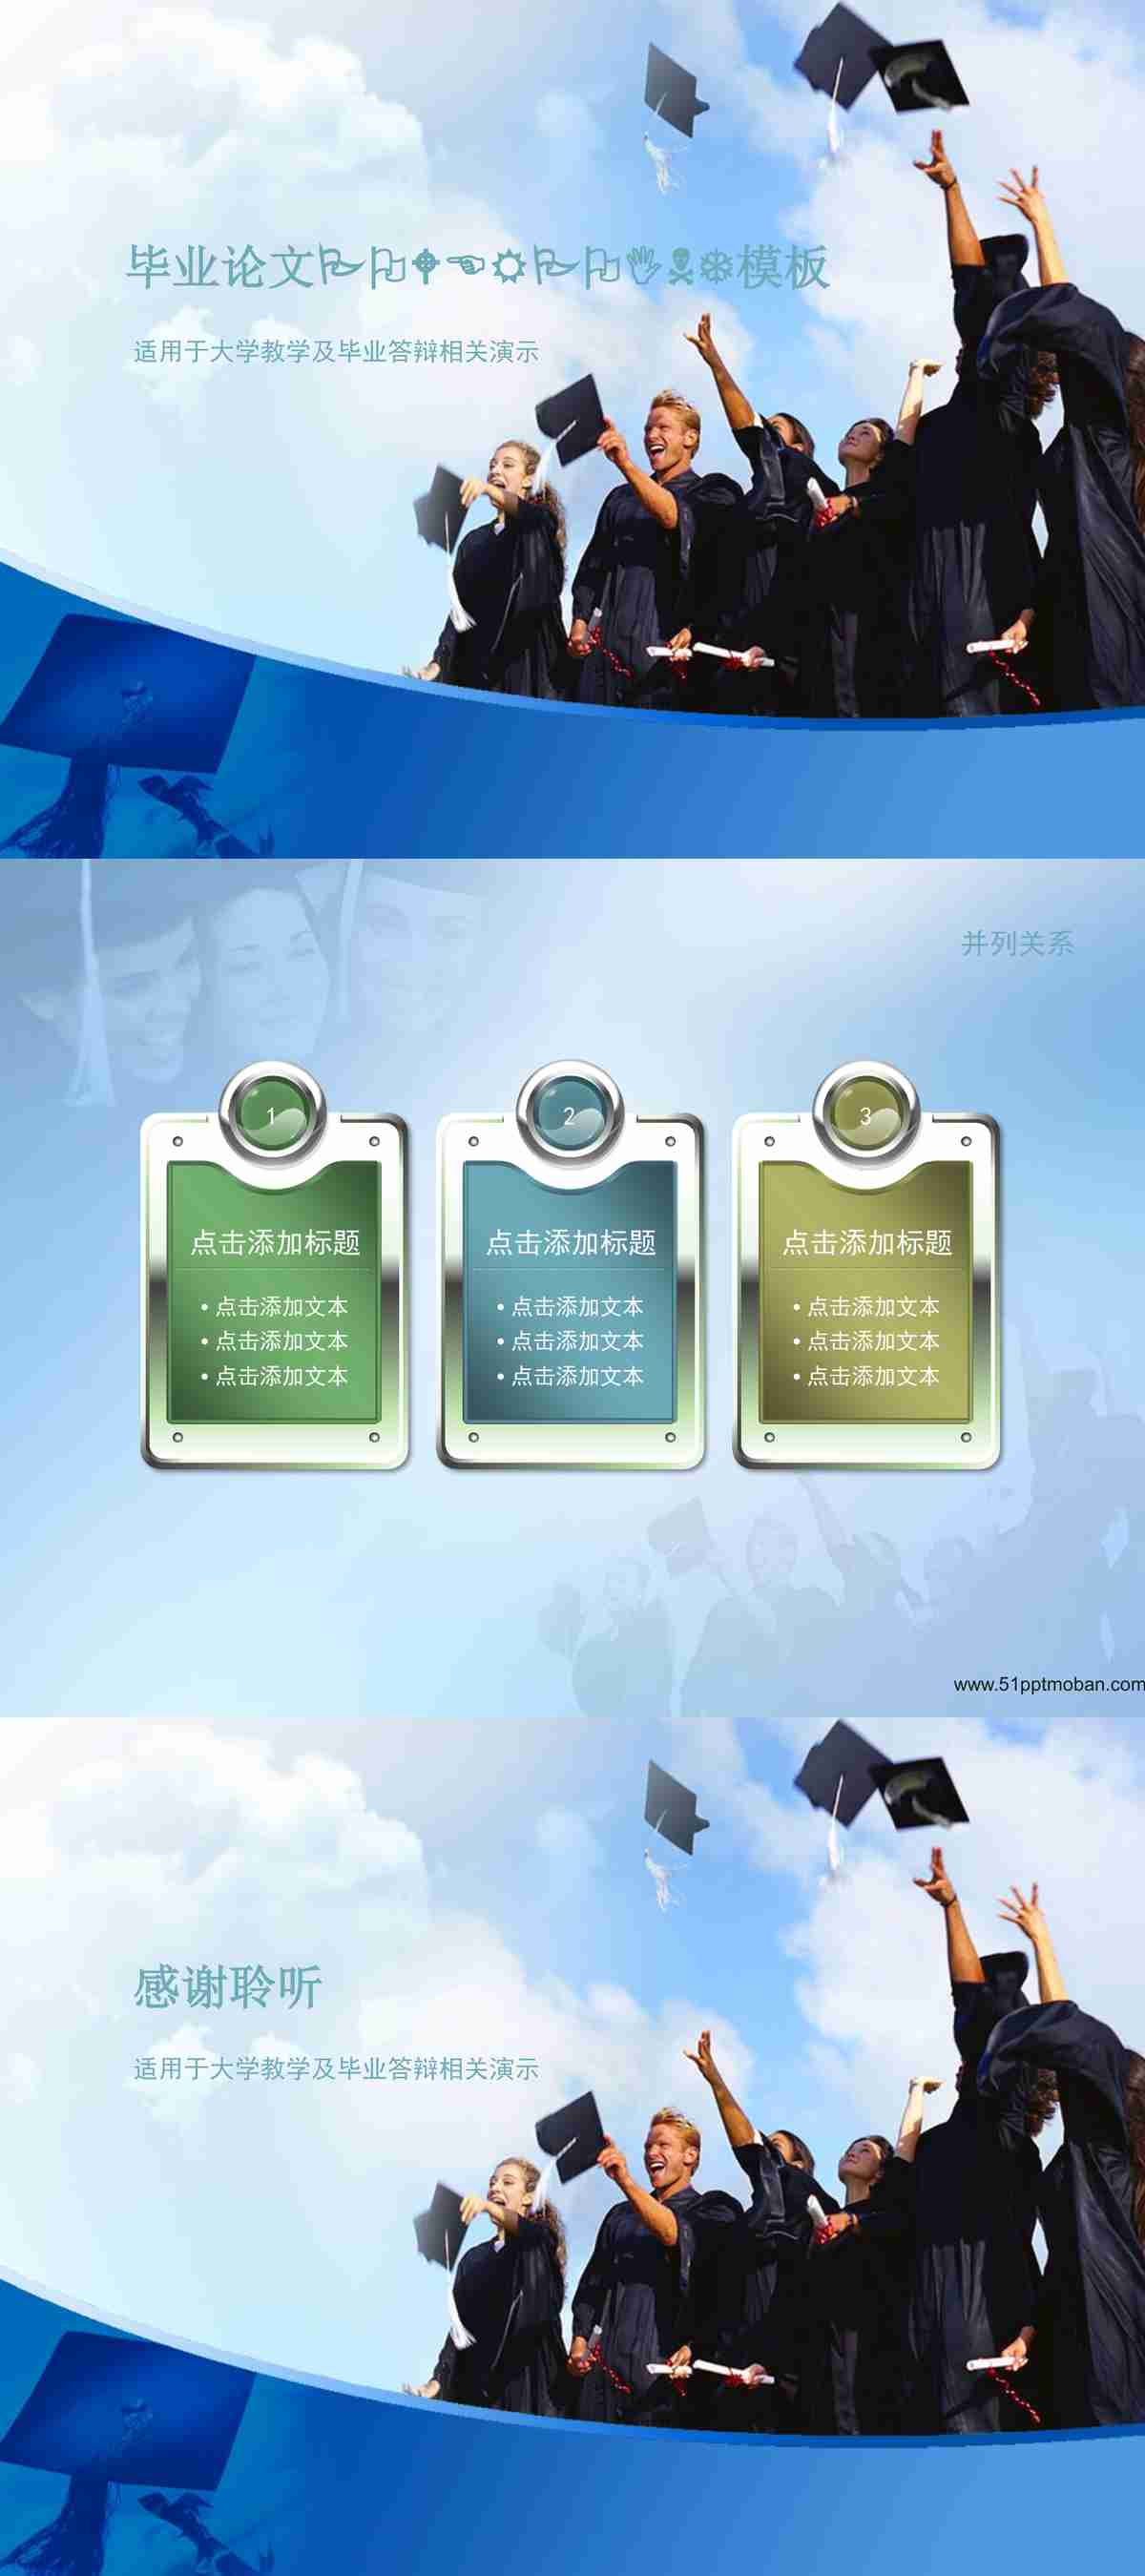 毕业论文🏱⚐🕈☜☼🏱⚐✋☠❄模板
适用于大学教学及毕业答辩相关演示
并列关系
1
2
3
点击添加标题
点击添加标题
点击添加标题
• 点击添加文本
• 点击添加文本
• 点击添加文本
• 点击添加文本
• 点击添加文本
• 点击添加文本
• 点击添加文本
• 点击添加文本
• 点击添加文本
www.51pptmoban.com
感谢聆听
适用于大学教学及毕业答辩相关演示